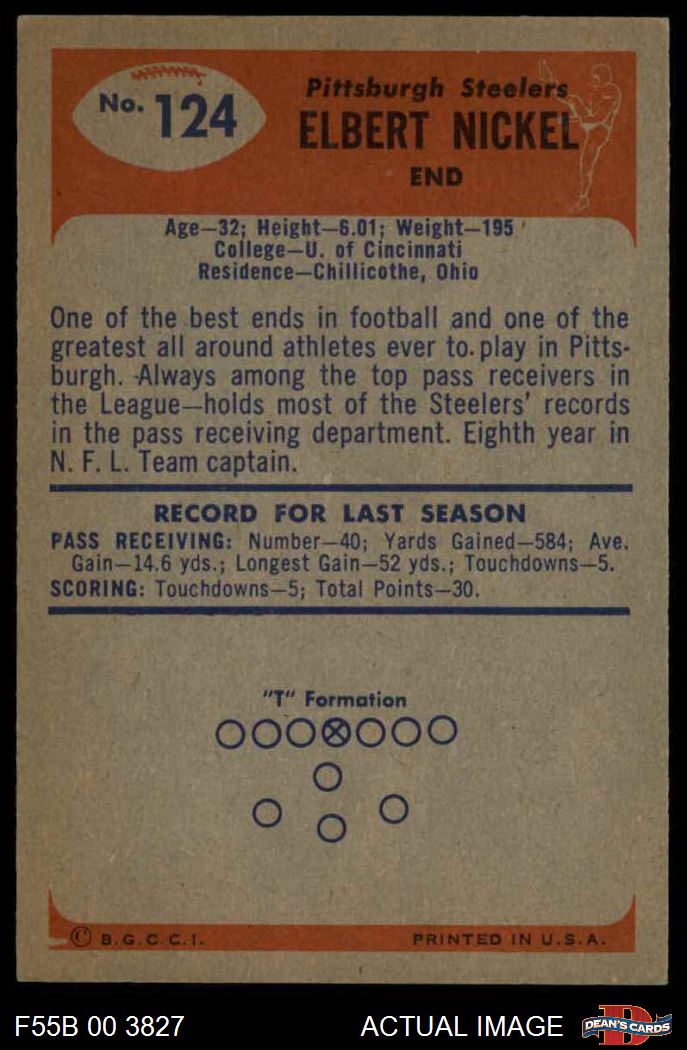 No. 124
Pittsburgh Steelers
ELBERT NICKEL
END
Age—32; Height—6.01; Weight—195
College—U. of Cincinnati
Residence—Chillicothe, Ohio
One of the best ends in football and one of the
greatest all around athletes ever to play in Pitts-
burgh. Always among the top pass receivers in
the League—holds most of the Steelers' records
in the pass receiving department. Eighth year in
N. F. L. Team captain.
RECORD FOR LAST SEASON
PASS RECEIVING: Number—40; Yards Gained—584; Ave.
Gain—14.6 yds.; Longest Gain—52 yds.; Touchdowns—5.
SCORING: Touchdowns—5; Total Points—30.
"T" Formation
© B.G.C.C.I. PRINTED IN U.S.A.
F55B 00 3827 ACTUAL IMAGE D DEAN'S CARDS